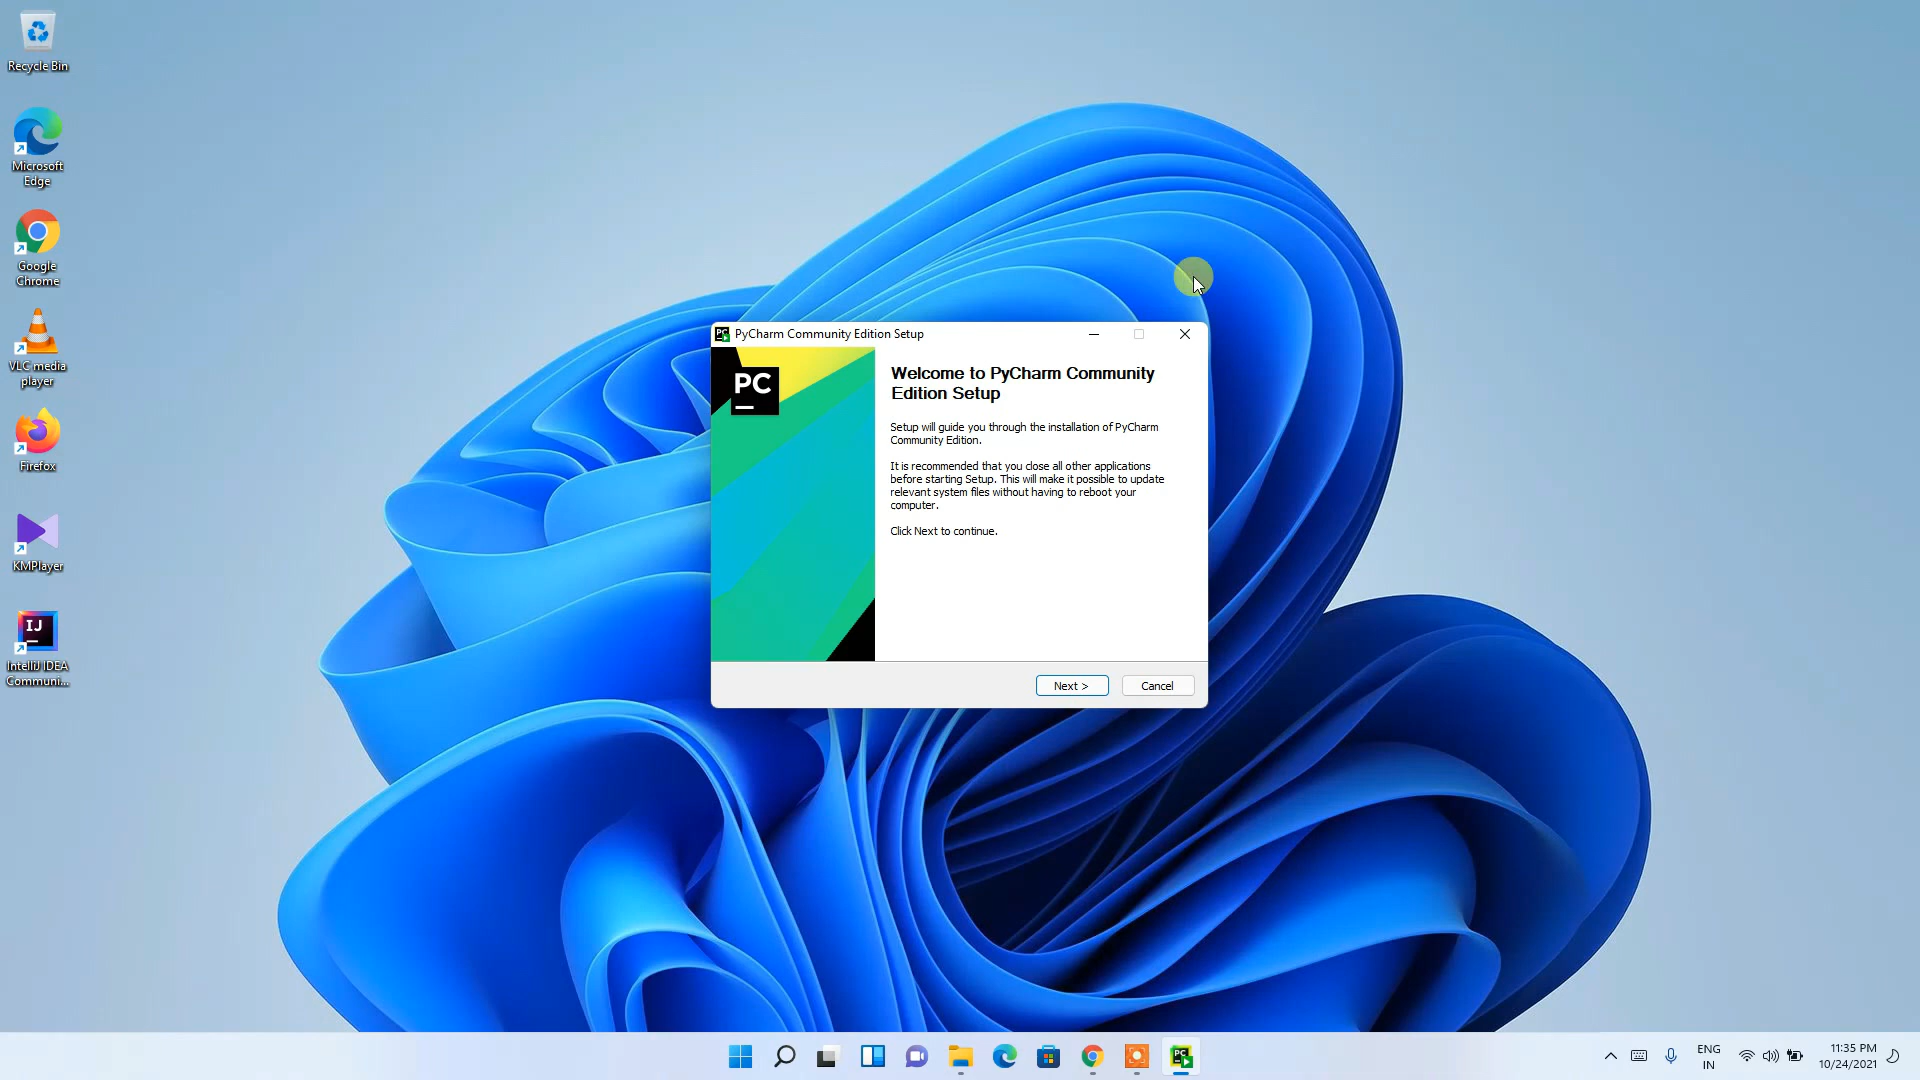 Recycle Bin
Microsoft
Edge
Google
Chrome
VLC media
player
Firefox
KMPlayer
IJ
IntelliJ IDEA
Communi...
PyCharm Community Edition Setup
PC
Welcome to PyCharm Community
Edition Setup
Setup will guide you through the installation of PyCharm
Community Edition.
It is recommended that you close all other applications
before starting Setup. This will make it possible to update
relevant system files without having to reboot your
computer.
Click Next to continue.
Next >
Cancel
PC
ENG
IN
11:35 PM
10/24/2021